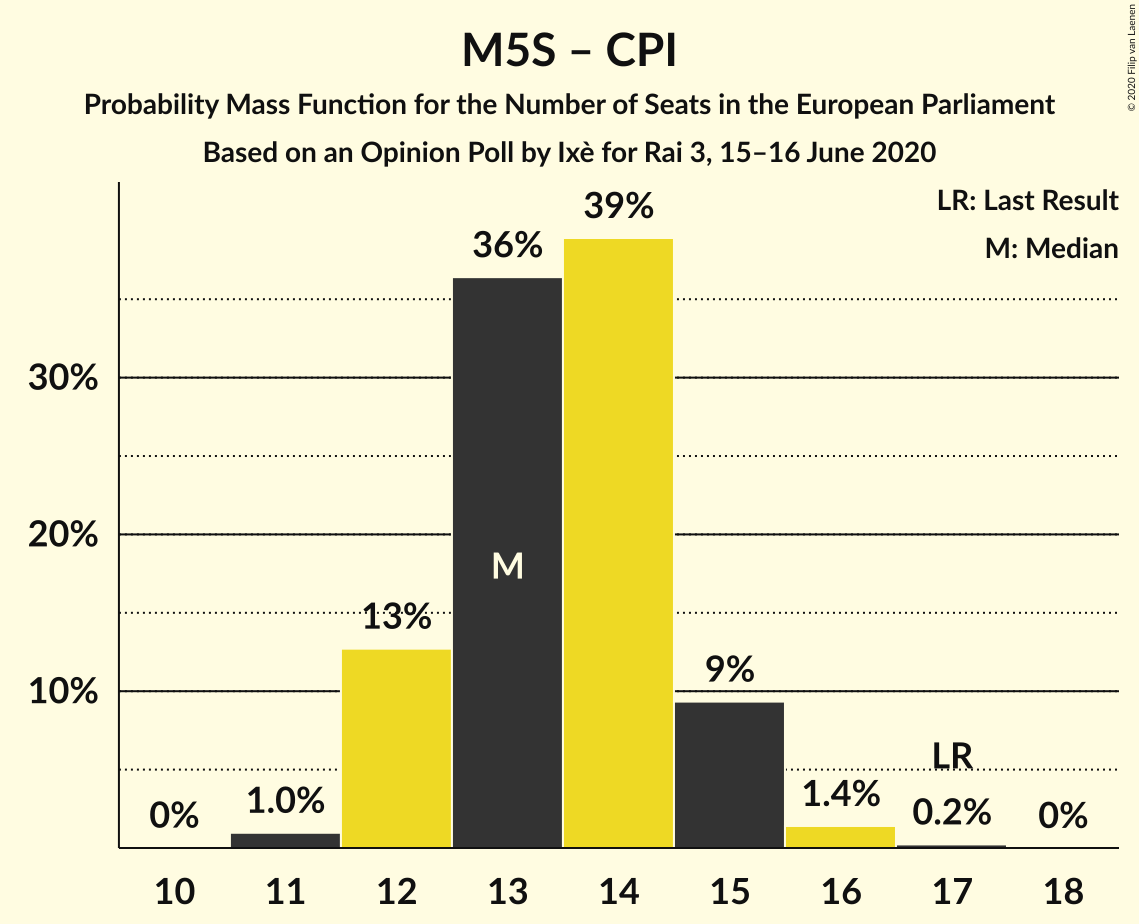 M5S – CPI
Probability Mass Function for the Number of Seats in the European Parliament
Based on an Opinion Poll by Ixè for Rai 3, 15–16 June 2020
© 2020 Filip van Laenen
LR: Last Result
M: Median
39%
36%
30%
20%
M
13%
10%
9%
LR
0%
1.0%
1.4%
0.2%
0%
10
11
12
13
14
15
16
17
18